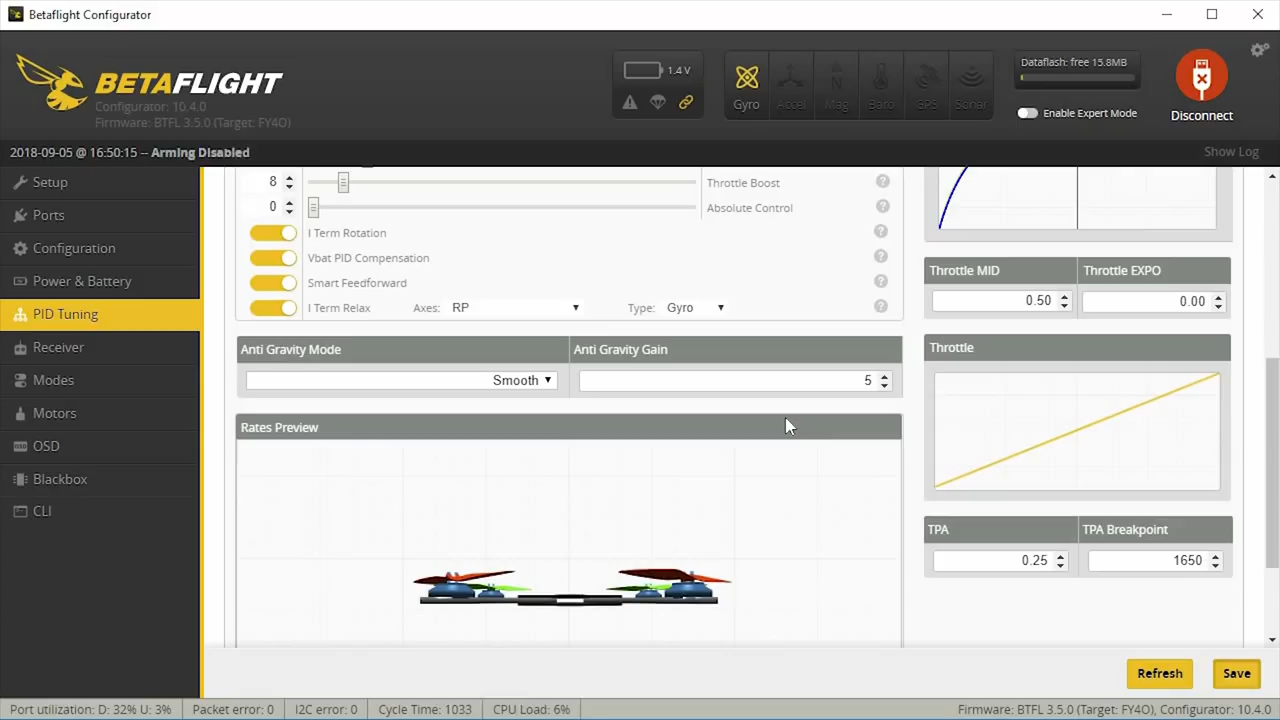 Betaflight Configurator
BETAFLIGHT
Configurator: 10.4.0
Firmware: BTFL 3.5.0 (Target: FY4O)
1.4 V
Gyro
Accel
Mag
Baro
GPS
Sonar
Dataflash: free 15.8MB
Enable Expert Mode
Disconnect
2018-09-05 @ 16:50:15 -- Arming Disabled
Show Log
Setup
Ports
Configuration
Power & Battery
PID Tuning
Receiver
Modes
Motors
OSD
Blackbox
CLI
8 Throttle Boost ?
0 Absolute Control ?
I Term Rotation ?
Vbat PID Compensation ?
Smart Feedforward ?
I Term Relax Axes: RP Type: Gyro ?
Anti Gravity Mode Anti Gravity Gain
Smooth 5
Rates Preview
Throttle MID Throttle EXPO
0.50 0.00
Throttle
TPA TPA Breakpoint
0.25 1650
Refresh Save
Port utilization: D: 32% U: 3% Packet error: 0 I2C error: 0 Cycle Time: 1033 CPU Load: 6% Firmware: BTFL 3.5.0 (Target: FY4O), Configurator: 10.4.0